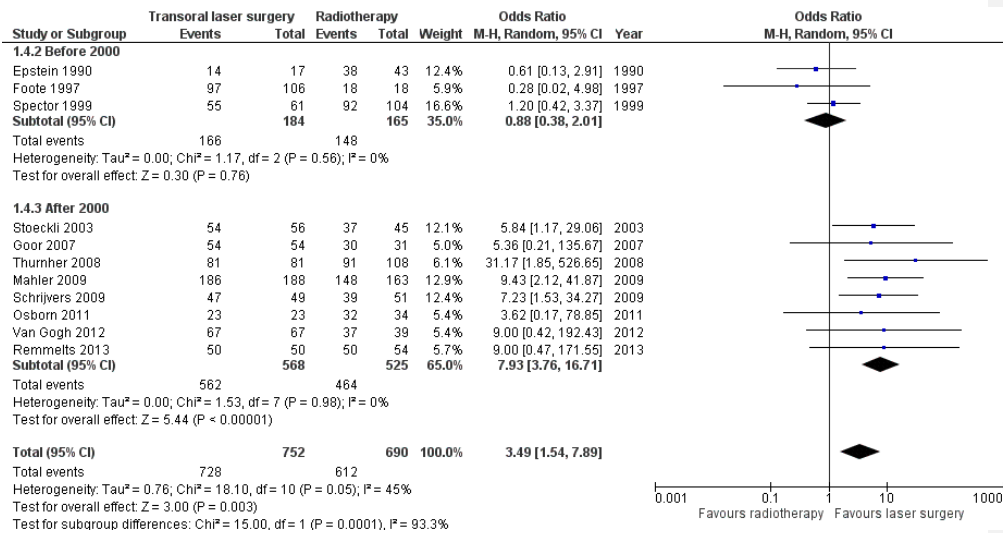 Transoral laser surgery Radiotherapy Odds Ratio Odds Ratio
Study or Subgroup Events Total Events Total Weight M-H, Random, 95% CI Year M-H, Random, 95% CI
1.4.2 Before 2000
Epstein 1990 14 17 38 43 12.4% 0.61 [0.13, 2.91] 1990
Foote 1997 97 106 18 18 5.9% 0.28 [0.02, 4.98] 1997
Spector 1999 55 61 92 104 16.6% 1.20 [0.42, 3.37] 1999
Subtotal (95% CI) 184 165 35.0% 0.88 [0.38, 2.01]
Total events 166 148
Heterogeneity: Tau² = 0.00; Chi² = 1.17, df = 2 (P = 0.56); I² = 0%
Test for overall effect: Z = 0.30 (P = 0.76)
1.4.3 After 2000
Stoeckli 2003 54 56 37 45 12.1% 5.84 [1.17, 29.06] 2003
Goor 2007 54 54 30 31 5.0% 5.36 [0.21, 135.67] 2007
Thurnher 2008 81 81 91 108 6.1% 31.17 [1.85, 526.65] 2008
Mahler 2009 186 188 148 163 12.9% 9.43 [2.12, 41.87] 2009
Schrijvers 2009 47 49 39 51 12.4% 7.23 [1.53, 34.27] 2009
Osborn 2011 23 23 32 34 5.4% 3.62 [0.17, 78.85] 2011
Van Gogh 2012 67 67 37 39 5.4% 9.00 [0.42, 192.43] 2012
Remmelts 2013 50 50 50 54 5.7% 9.00 [0.47, 171.55] 2013
Subtotal (95% CI) 568 525 65.0% 7.93 [3.76, 16.71]
Total events 562 464
Heterogeneity: Tau² = 0.00; Chi² = 1.53, df = 7 (P = 0.98); I² = 0%
Test for overall effect: Z = 5.44 (P < 0.00001)
Total (95% CI) 752 690 100.0% 3.49 [1.54, 7.89]
Total events 728 612
Heterogeneity: Tau² = 0.76; Chi² = 18.10, df = 10 (P = 0.05); I² = 45%
Test for overall effect: Z = 3.00 (P = 0.003)
Test for subgroup differences: Chi² = 15.00, df = 1 (P = 0.0001), I² = 93.3%
0.001 0.1 1 10 1000
Favours radiotherapy Favours laser surgery